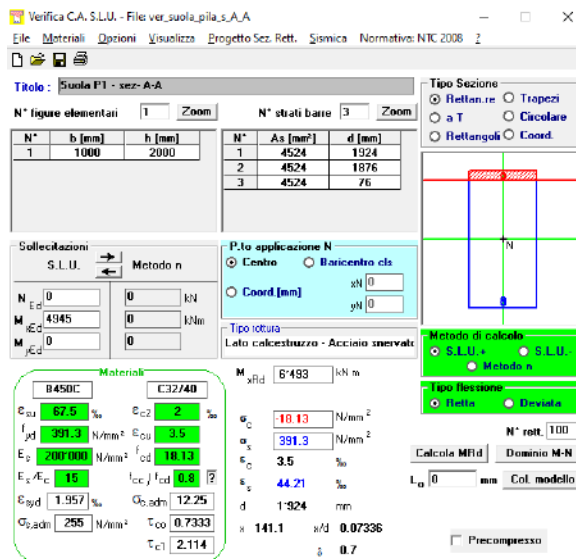 Verifica C.A. S.L.U. - File: ver_suola_pila_s_A_A
File Materiali Opzioni Visualizza Progetto Sez. Rett. Sismica Normativa: NTC 2008 ?
Titolo : Suola P1 - sez- A-A
N* figure elementari 1 Zoom N* strati barre 3 Zoom
N* b [mm] h [mm]
1 1000 2000
N* As [mm²] d [mm]
1 4524 1924
2 4524 1876
3 4524 76
Tipo Sezione
Rettan.re Trapezi
a T Circolare
Rettangoli Coord.
N
Sollecitazioni
S.L.U. Metodo n
N Ed 0 0 kN
M xEd 4945 0 kNm
M yEd 0 0
P.to applicazione N
Centro Baricentro cls
Coord.[mm] xN 0
yN 0
Tipo rottura
Lato calcestruzzo - Acciaio snervato
Metodo di calcolo
S.L.U.+ S.L.U.-
Metodo n
Tipo flessione
Retta Deviata
N* rett. 100
Calcola MRd Dominio M-N
L₀ 0 mm Col. modello
Precompresso
Materiali
B450C C32/40
εsu 67.5 ‰ εc2 2 ‰
fyd 391.3 N/mm² εcu 3.5
Es 200'000 N/mm² fcd 18.13
Es/Ec 15 fcc/fcd 0.8 ?
εsyd 1.957 ‰ σc,adm 12.25
σs,adm 255 N/mm² τco 0.7333
τc1 2.114
M xRd 6'493 kN m
σc -18.13 N/mm²
σs 391.3 N/mm²
εc 3.5 ‰
εs 44.21 ‰
d 1'924 mm
x 141.1 x/d 0.07336
δ 0.7